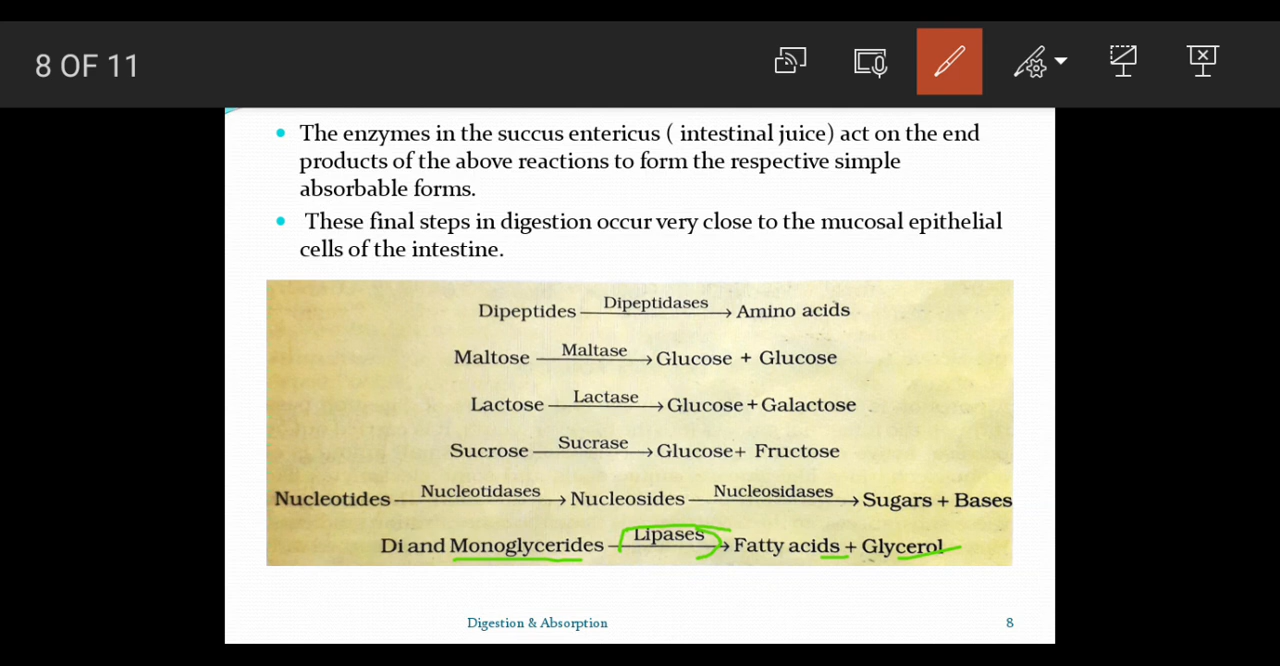 8 OF 11
The enzymes in the succus entericus ( intestinal juice) act on the end
products of the above reactions to form the respective simple
absorbable forms.
These final steps in digestion occur very close to the mucosal epithelial
cells of the intestine.
Dipeptides Dipeptidases → Amino acids
Maltose Maltase → Glucose + Glucose
Lactose Lactase → Glucose + Galactose
Sucrose Sucrase → Glucose + Fructose
Nucleotides Nucleotidases → Nucleosides Nucleosidases → Sugars + Bases
Di and Monoglycerides Lipases → Fatty acids + Glycerol
Digestion & Absorption 8